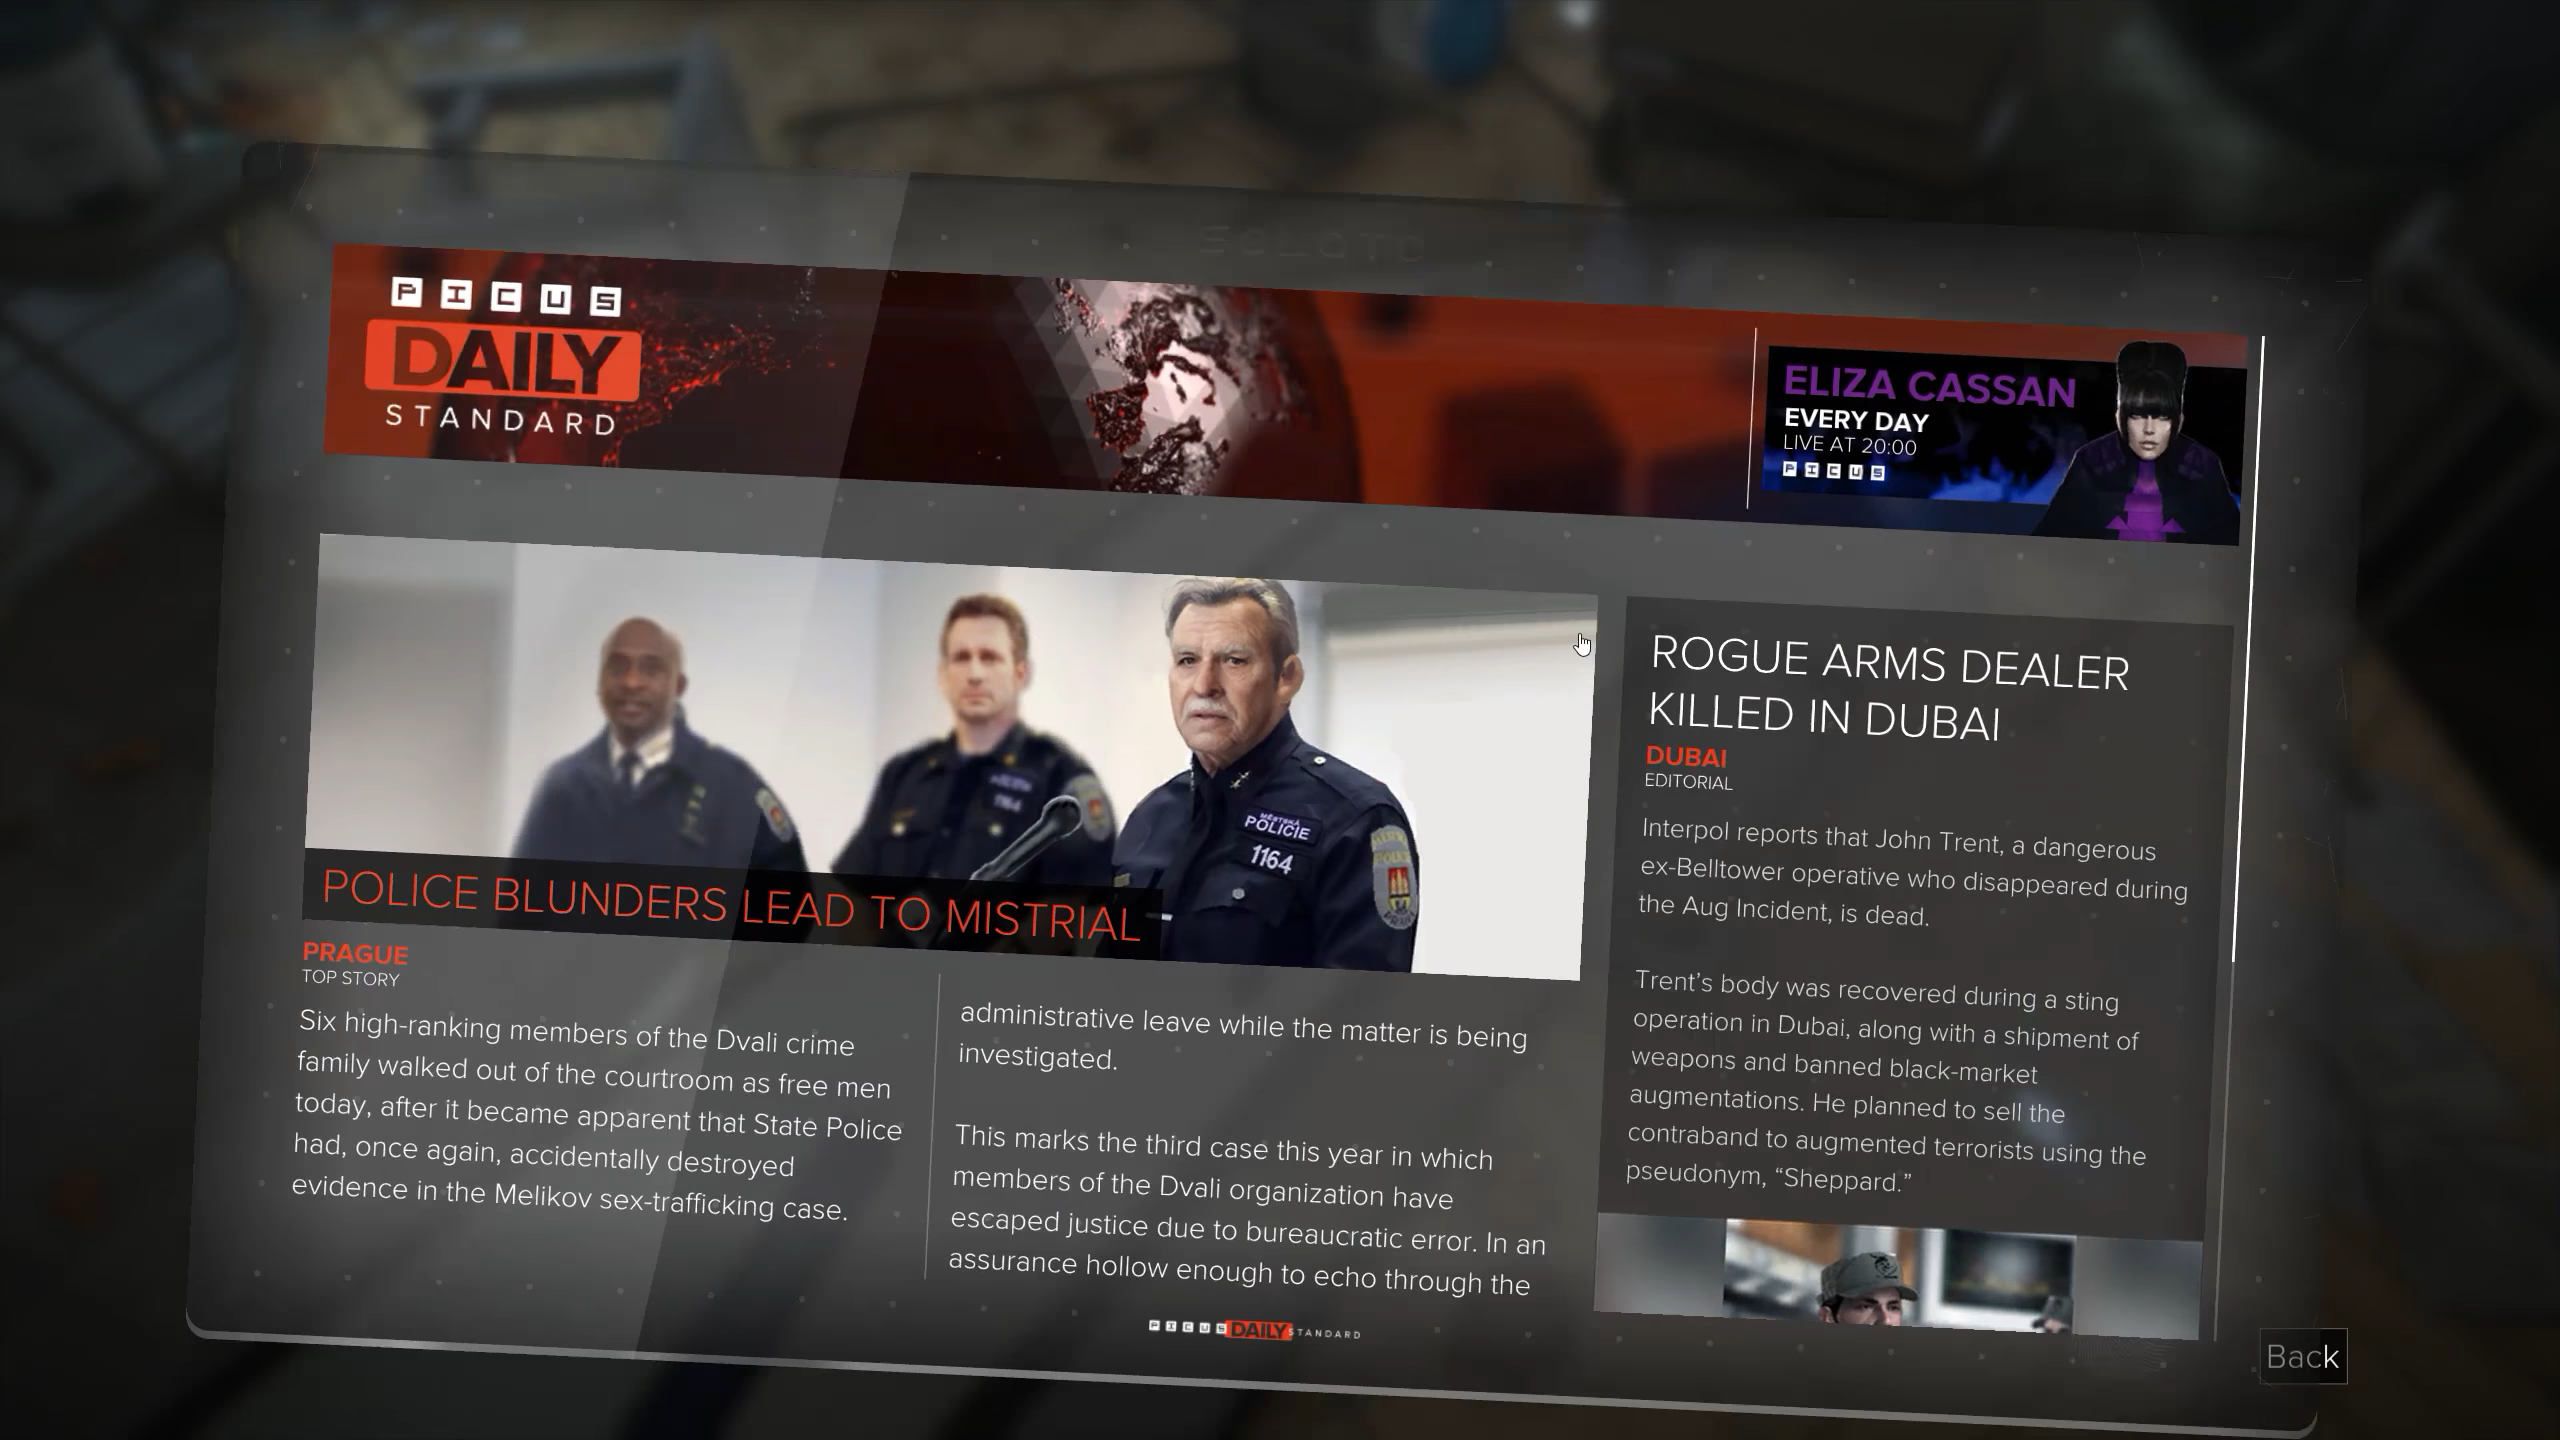 PICUS
DAILY
STANDARD
ELIZA CASSAN
EVERY DAY
LIVE AT 20:00
PICUS
MĚSTSKÁ
POLICIE
1164
1164
POLICE BLUNDERS LEAD TO MISTRIAL
PRAGUE
TOP STORY
Six high-ranking members of the Dvali crime
family walked out of the courtroom as free men
today, after it became apparent that State Police
had, once again, accidentally destroyed
evidence in the Melikov sex-trafficking case.
administrative leave while the matter is being
investigated.
This marks the third case this year in which
members of the Dvali organization have
escaped justice due to bureaucratic error. In an
assurance hollow enough to echo through the
ROGUE ARMS DEALER
KILLED IN DUBAI
DUBAI
EDITORIAL
Interpol reports that John Trent, a dangerous
ex-Belltower operative who disappeared during
the Aug Incident, is dead.
Trent’s body was recovered during a sting
operation in Dubai, along with a shipment of
weapons and banned black-market
augmentations. He planned to sell the
contraband to augmented terrorists using the
pseudonym, “Sheppard.”
PICUS DAILY STANDARD
Back